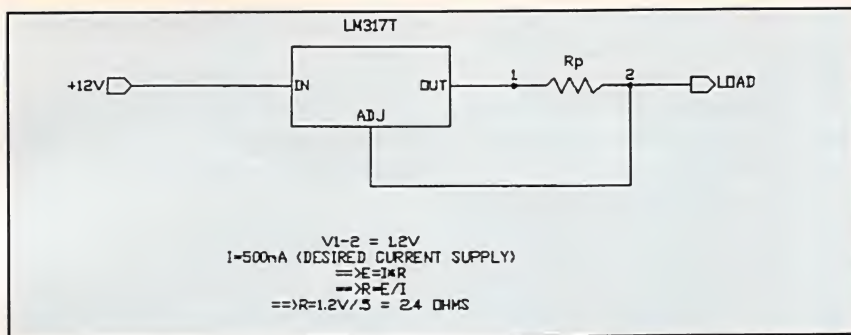 LM317T
+12V
IN
OUT
1
Rp
2
LOAD
ADJ
V1-2 = 1.2V
I=500mA (DESIRED CURRENT SUPPLY)
==>E=I*R
==>R=E/I
==>R=1.2V/.5 = 2.4 OHMS